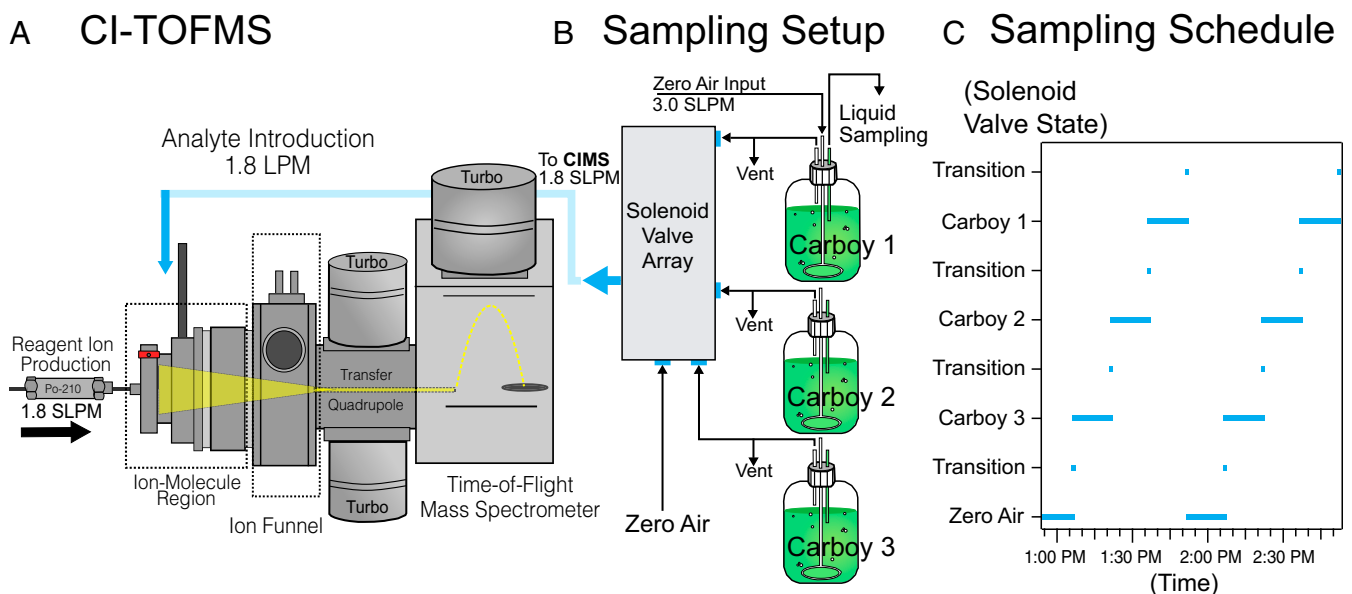 A CI-TOFMS
Analyte Introduction
1.8 LPM
Turbo
Turbo
Reagent Ion
Production
Po-210
1.8 SLPM
Transfer
Quadrupole
Ion-Molecule
Region
Ion Funnel
Turbo
Time-of-Flight
Mass Spectrometer
B Sampling Setup
Zero Air Input
3.0 SLPM
Liquid
Sampling
To CIMS
1.8 SLPM
Vent
Solenoid
Valve
Array
Carboy 1
Vent
Carboy 2
Vent
Zero Air
Carboy 3
C Sampling Schedule
(Solenoid
Valve State)
Transition
Carboy 1
Transition
Carboy 2
Transition
Carboy 3
Transition
Zero Air
1:00 PM 1:30 PM 2:00 PM 2:30 PM
(Time)